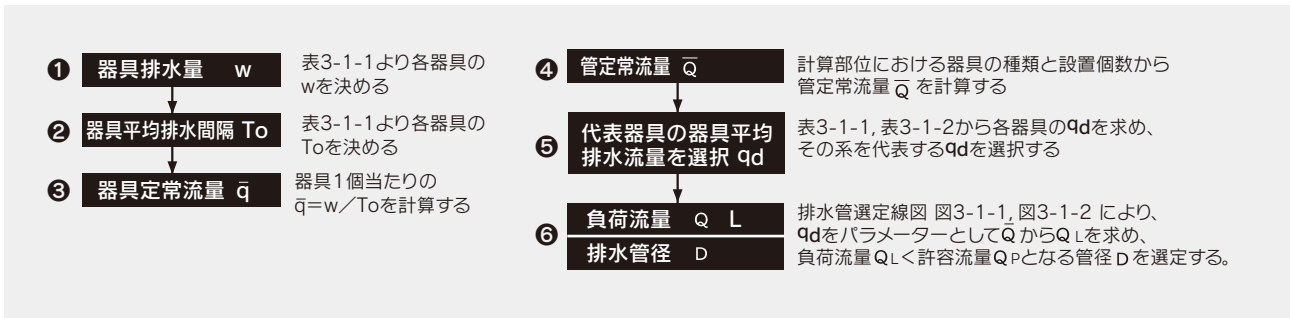 ❶ 器具排水量 w
表3-1-1より各器具の
wを決める
❷ 器具平均排水間隔 To
表3-1-1より各器具の
Toを決める
❸ 器具定常流量 q̄
器具1個当たりの
q̄=w/Toを計算する
❹ 管定常流量 Q̄
計算部位における器具の種類と設置個数から
管定常流量 Q̄ を計算する
❺ 代表器具の器具平均
排水流量を選択 qd
表3-1-1, 表3-1-2から各器具のqdを求め、
その系を代表するqdを選択する
❻ 負荷流量 Q L
排水管径 D
排水管選定線図 図3-1-1, 図3-1-2 により、
qdをパラメーターとしてQ̄からQLを求め、
負荷流量QL<許容流量QPとなる管径Dを選定する。